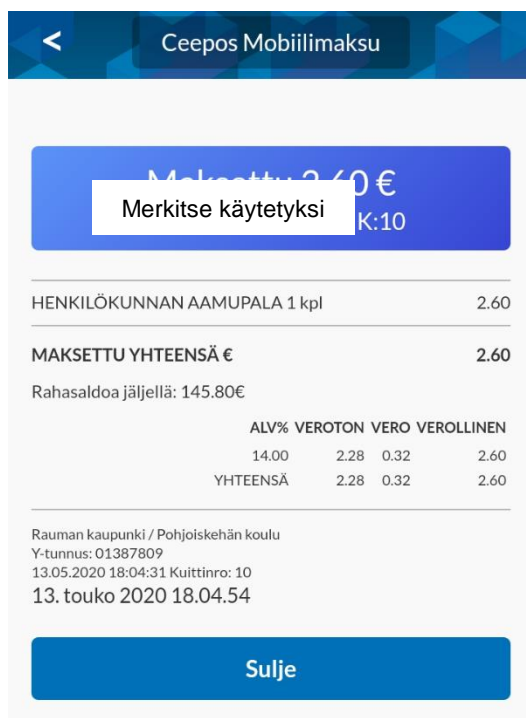 <
Ceepos Mobiilimaksu
€
Merkitse käytetyksi
K:10
HENKILÖKUNNAN AAMUPALA 1 kpl 2.60
MAKSETTU YHTEENSÄ € 2.60
Rahasaldoa jäljellä: 145.80€
ALV% VEROTON VERO VEROLLINEN
14.00 2.28 0.32 2.60
YHTEENSÄ 2.28 0.32 2.60
Rauman kaupunki / Pohjoiskehän koulu
Y-tunnus: 01387809
13.05.2020 18:04:31 Kuittinro: 10
13. touko 2020 18.04.54
Sulje